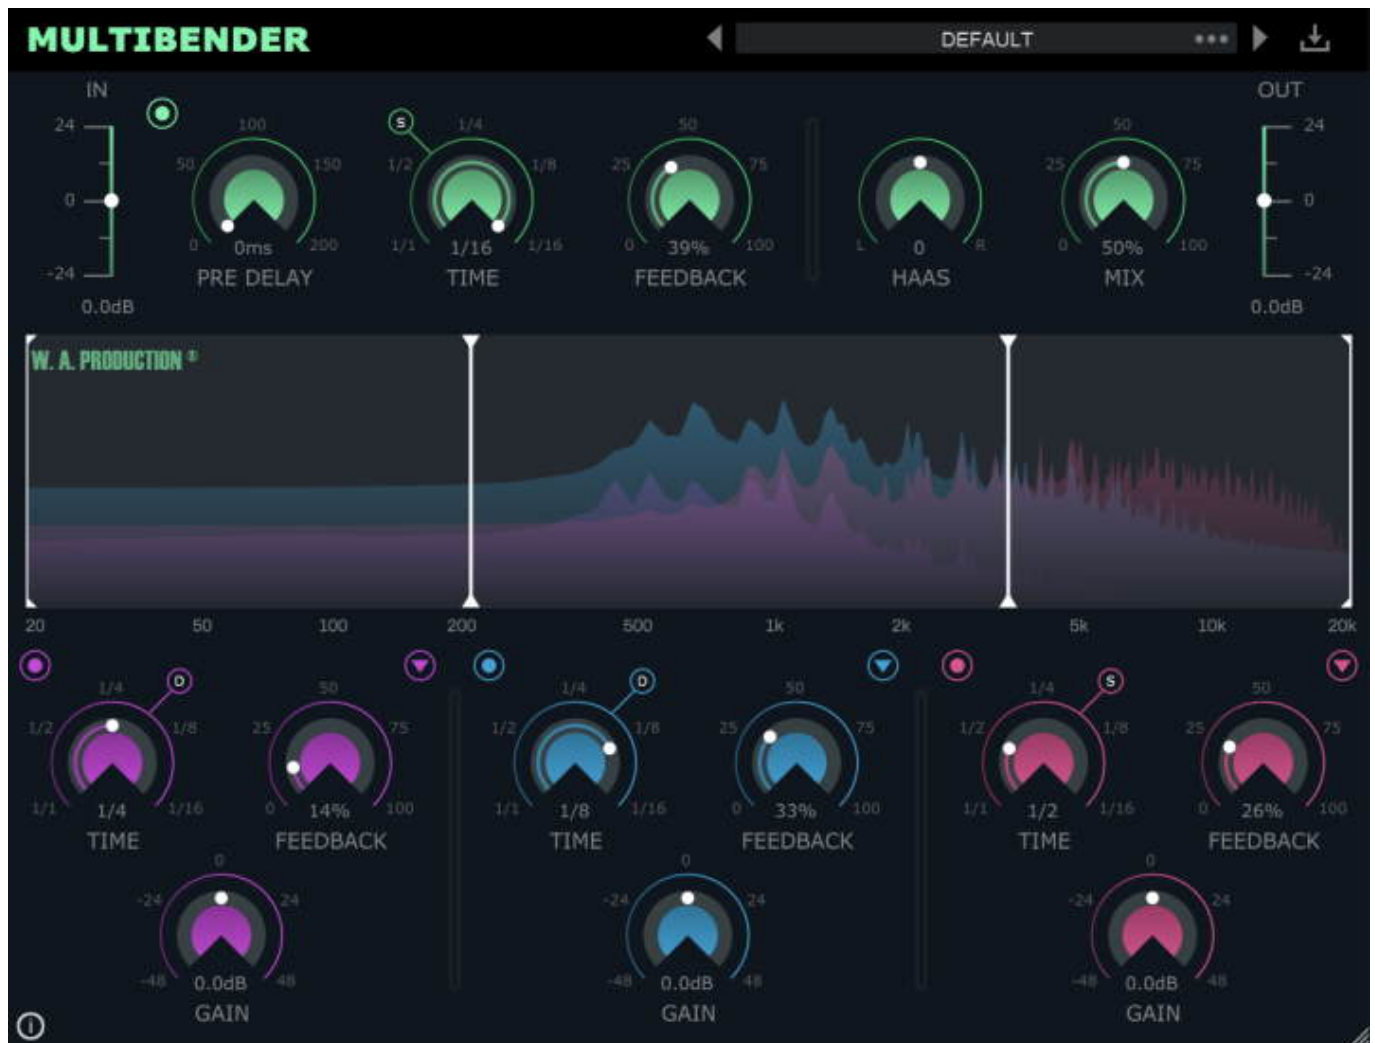 MULTIBENDER
DEFAULT
IN
OUT
24
0
-24
0.0dB
0
50
100
150
200
0ms
PRE DELAY
S
1/1
1/2
1/4
1/8
1/16
1/16
TIME
0
25
50
75
100
39%
FEEDBACK
L
R
0
HAAS
0
25
50
75
100
50%
MIX
24
0
-24
0.0dB
W. A. PRODUCTION ®
20 50 100 200 500 1k 2k 5k 10k 20k
D
1/1
1/2
1/4
1/8
1/16
1/4
TIME
0
25
50
75
100
14%
FEEDBACK
-48
-24
0
24
48
0.0dB
GAIN
D
1/1
1/2
1/4
1/8
1/16
1/8
TIME
0
25
50
75
100
33%
FEEDBACK
-48
-24
0
24
48
0.0dB
GAIN
S
1/1
1/2
1/4
1/8
1/16
1/2
TIME
0
25
50
75
100
26%
FEEDBACK
-48
-24
0
24
48
0.0dB
GAIN
i